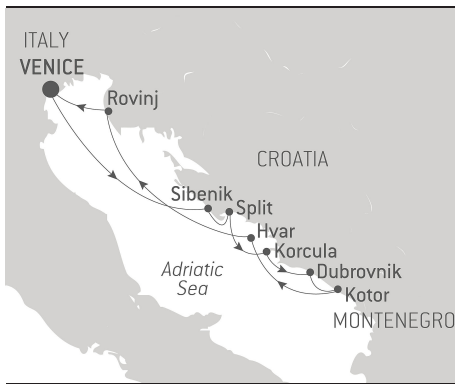 ITALY
VENICE
Rovinj
CROATIA
Sibenik
Split
Hvar
Korcula
Adriatic
Sea
Dubrovnik
Kotor
MONTENEGRO